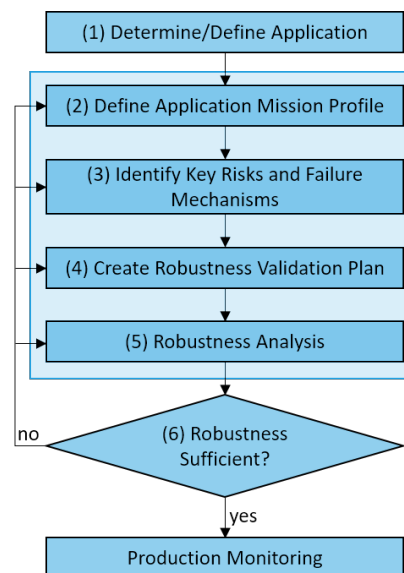 (1) Determine/Define Application
(2) Define Application Mission Profile
(3) Identify Key Risks and Failure
Mechanisms
(4) Create Robustness Validation Plan
(5) Robustness Analysis
(6) Robustness
Sufficient?
no
yes
Production Monitoring